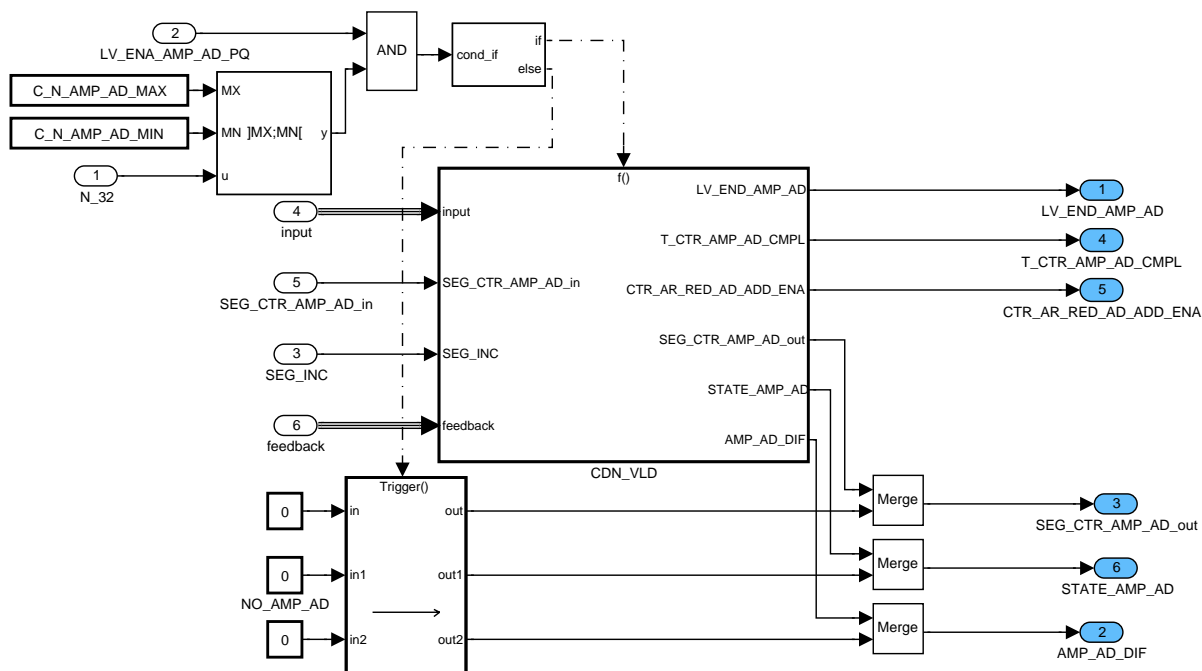 2
LV_ENA_AMP_AD_PQ
AND
cond_if
if
else
C_N_AMP_AD_MAX
MX
C_N_AMP_AD_MIN
MN ]MX;MN[
y
1
u
N_32
f()
LV_END_AMP_AD
1
LV_END_AMP_AD
4
input
input
T_CTR_AMP_AD_CMPL
4
T_CTR_AMP_AD_CMPL
5
SEG_CTR_AMP_AD_in
SEG_CTR_AMP_AD_in
CTR_AR_RED_AD_ADD_ENA
5
CTR_AR_RED_AD_ADD_ENA
3
SEG_INC
SEG_INC
SEG_CTR_AMP_AD_out
STATE_AMP_AD
6
feedback
feedback
AMP_AD_DIF
CDN_VLD
Trigger()
0
in
out
Merge
3
SEG_CTR_AMP_AD_out
0
in1
out1
NO_AMP_AD
Merge
6
STATE_AMP_AD
0
in2
out2
Merge
2
AMP_AD_DIF